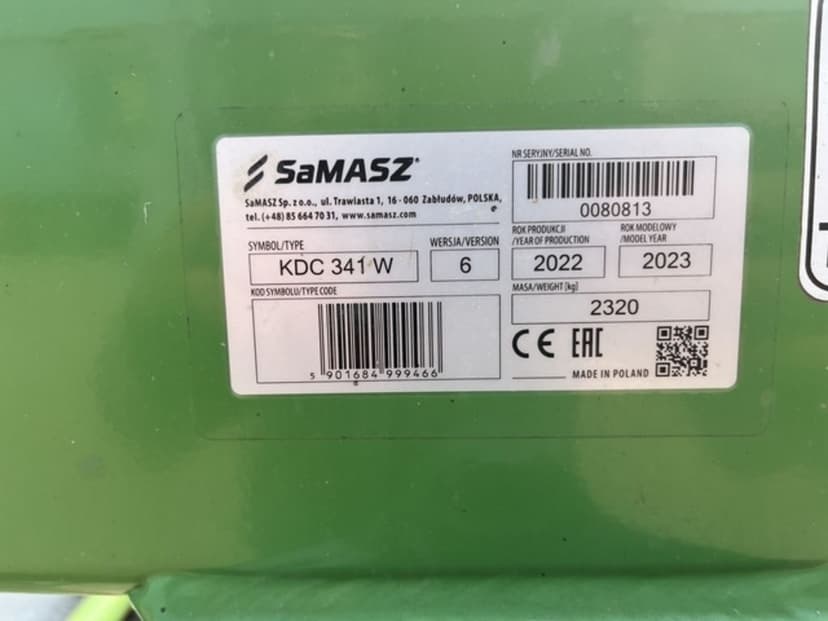 SaMASZ®
SaMASZ Sp. z o.o., ul. Trawiasta 1, 16-060 Zabłudów, POLSKA,
tel. (+48) 85 664 70 31, www.samasz.com
NR SERYJNY/SERIAL NO.
0080813
SYMBOL/TYPE
KDC 341 W
WERSJA/VERSION
6
ROK PRODUKCJI
/YEAR OF PRODUCTION
2022
ROK MODELOWY
/MODEL YEAR
2023
KOD SYMBOLU/TYPE CODE
5 901684 999466
MASA/WEIGHT [kg]
2320
CE EAC
MADE IN POLAND